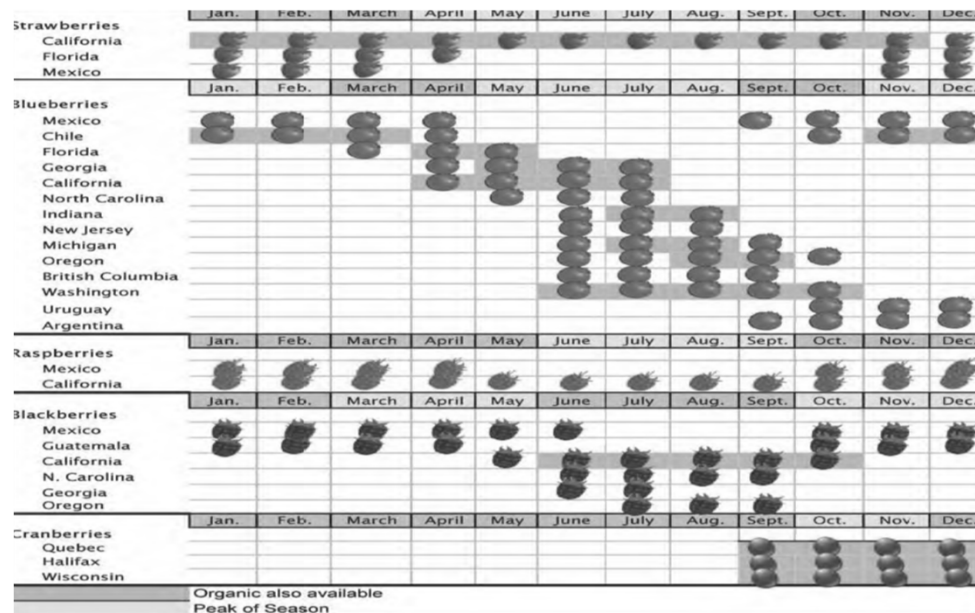 Jan. Feb. March April May June July Aug. Sept. Oct. Nov. Dec.
Strawberries
California
Florida
Mexico
Jan. Feb. March April May June July Aug. Sept. Oct. Nov. Dec.
Blueberries
Mexico
Chile
Florida
Georgia
California
North Carolina
Indiana
New Jersey
Michigan
Oregon
British Columbia
Washington
Uruguay
Argentina
Jan. Feb. March April May June July Aug. Sept. Oct. Nov. Dec.
Raspberries
Mexico
California
Jan. Feb. March April May June July Aug. Sept. Oct. Nov. Dec.
Blackberries
Mexico
Guatemala
California
N. Carolina
Georgia
Oregon
Jan. Feb. March April May June July Aug. Sept. Oct. Nov. Dec.
Cranberries
Quebec
Halifax
Wisconsin
Organic also available
Peak of Season